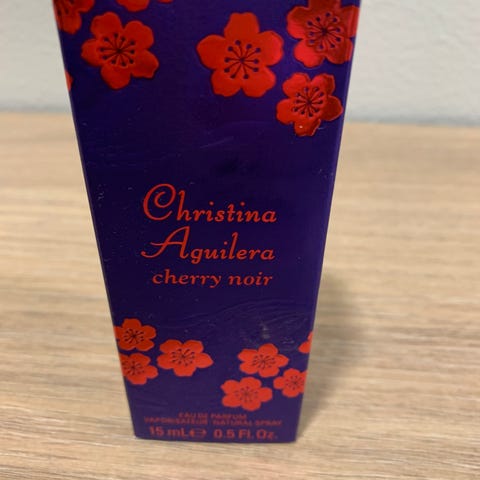 Christina
Aguilera
cherry noir
EAU DE PARFUM
VAPORISATEUR NATURAL SPRAY
15 mL℮ 0.5 Fl.Oz.